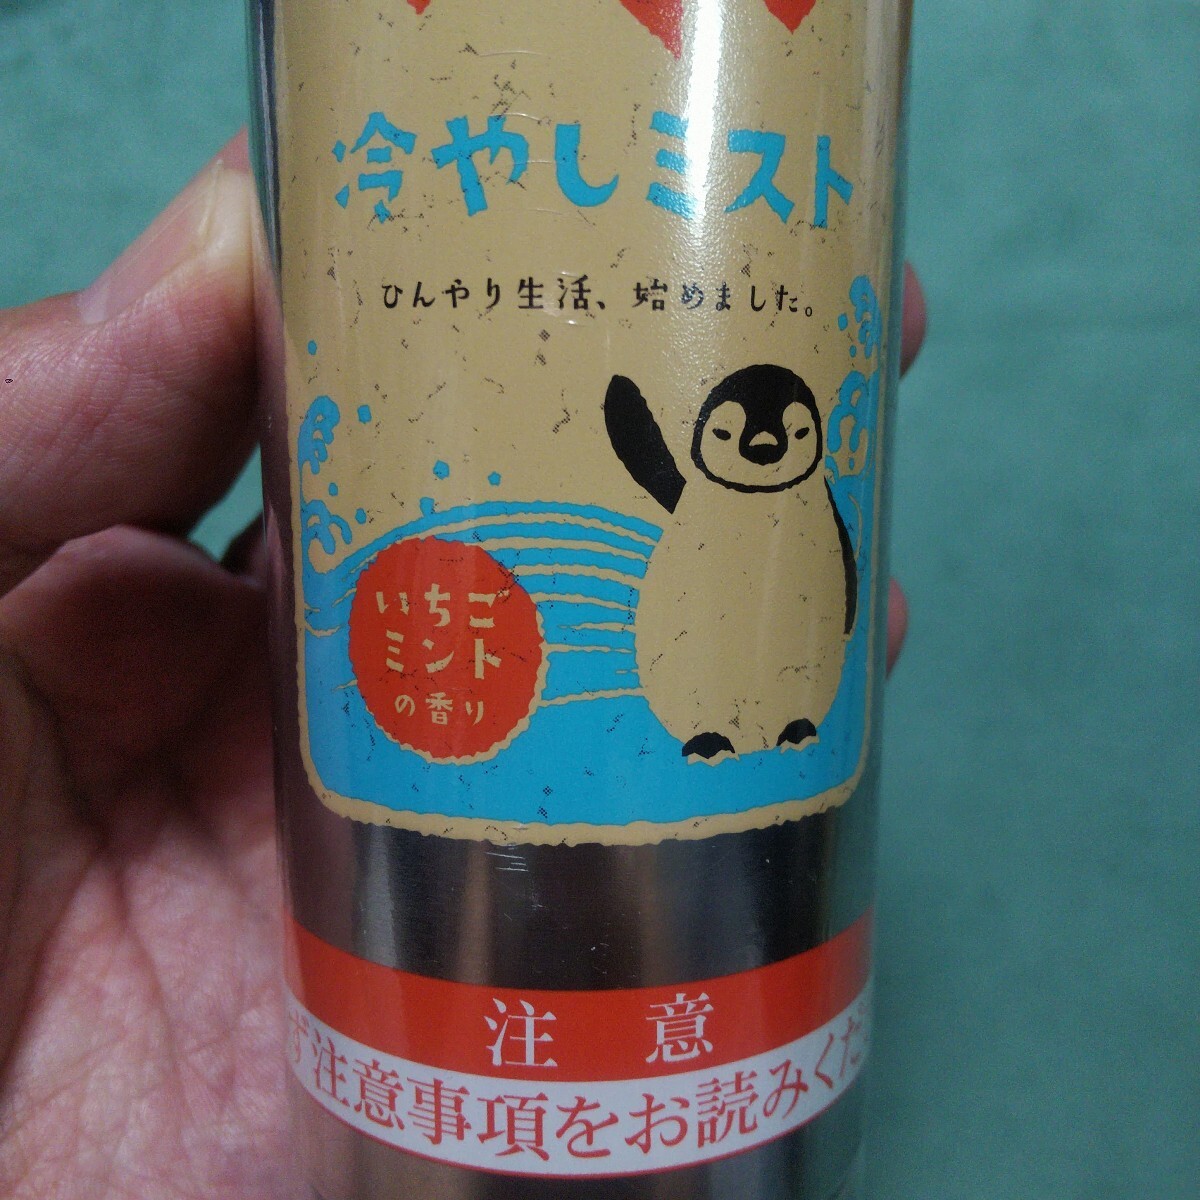 冷やしミスト
ひんやり生活、始めました。
いちご
ミント
の香り
注意
ず注意事項をお読みくだ